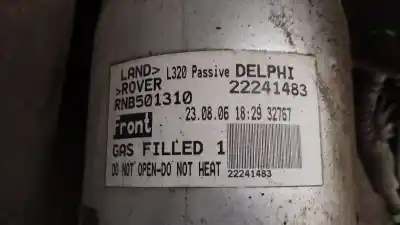 LAND> L320 Passive DELPHI
>ROVER 22241483
RNB501310
Front 23.08.06 18:29 32767
GAS FILLED 1
DO NOT OPEN-DO NOT HEAT 22241483